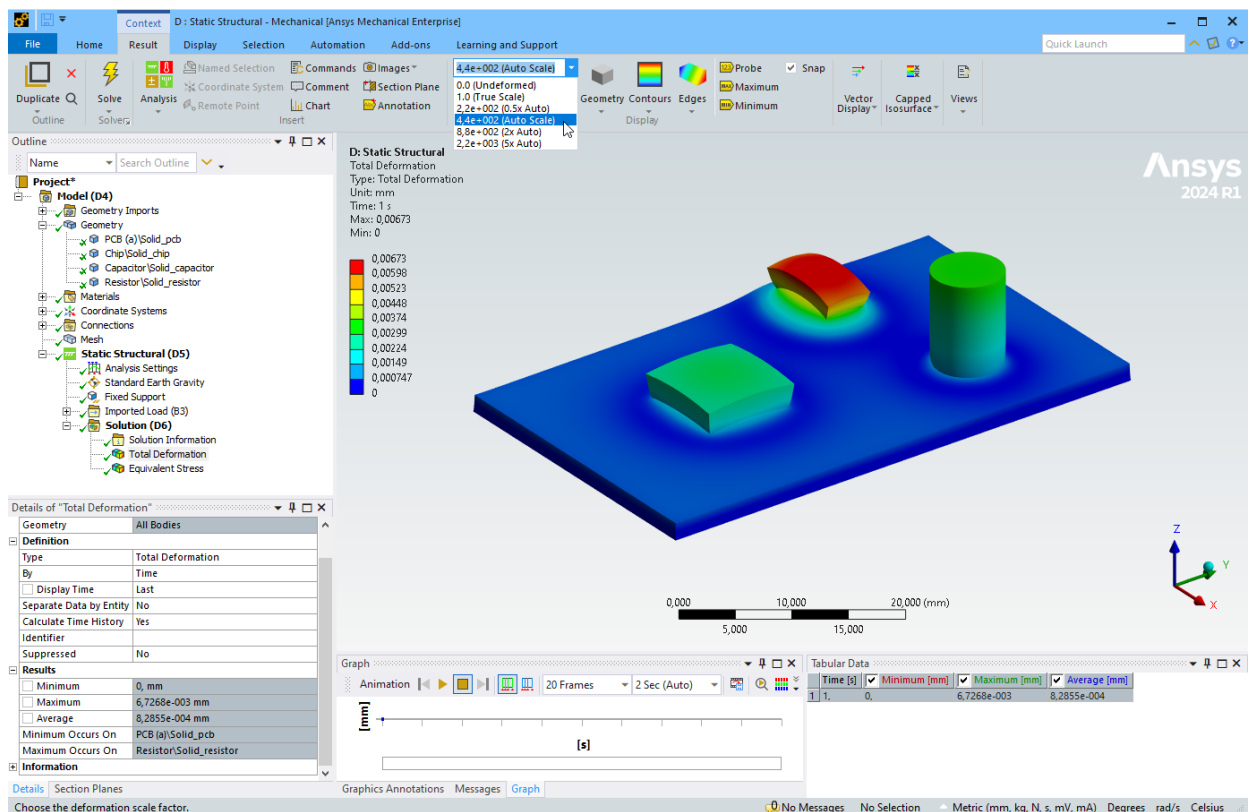 Context
D : Static Structural - Mechanical [Ansys Mechanical Enterprise]
File Home Result Display Selection Automation Add-ons Learning and Support
Quick Launch
Duplicate
Outline
Solve
Solver
Analysis
Named Selection
Coordinate System
Remote Point
Commands
Comment
Chart
Images
Section Plane
Annotation
Insert
4,4e+002 (Auto Scale)
0.0 (Undeformed)
1.0 (True Scale)
2,2e+002 (0.5x Auto)
4,4e+002 (Auto Scale)
8,8e+002 (2x Auto)
2,2e+003 (5x Auto)
Geometry Contours Edges
Display
Probe
Maximum
Minimum
Snap
Vector
Display
Capped
Isosurface
Views
Outline
Name
Search Outline
Project*
Model (D4)
Geometry Imports
Geometry
PCB (a)\Solid_pcb
Chip\Solid_chip
Capacitor\Solid_capacitor
Resistor\Solid_resistor
Materials
Coordinate Systems
Connections
Mesh
Static Structural (D5)
Analysis Settings
Standard Earth Gravity
Fixed Support
Imported Load (B3)
Solution (D6)
Solution Information
Total Deformation
Equivalent Stress
D: Static Structural
Total Deformation
Type: Total Deformation
Unit: mm
Time: 1 s
Max: 0,00673
Min: 0
0,00673
0,00598
0,00523
0,00448
0,00374
0,00299
0,00224
0,00149
0,000747
0
Ansys
2024 R1
Z
Y
X
0,000 10,000 20,000 (mm)
5,000 15,000
Details of "Total Deformation"
Geometry All Bodies
Definition
Type Total Deformation
By Time
Display Time Last
Separate Data by Entity No
Calculate Time History Yes
Identifier
Suppressed No
Results
Minimum 0, mm
Maximum 6,7268e-003 mm
Average 8,2855e-004 mm
Minimum Occurs On PCB (a)\Solid_pcb
Maximum Occurs On Resistor\Solid_resistor
Information
Details Section Planes
Graph
Animation 20 Frames 2 Sec (Auto)
[mm]
[s]
Graphics Annotations Messages Graph
Tabular Data
Time [s] Minimum [mm] Maximum [mm] Average [mm]
1 1, 0, 6,7268e-003 8,2855e-004
Choose the deformation scale factor.
0 No Messages No Selection Metric (mm, kg, N, s, mV, mA) Degrees rad/s Celsius